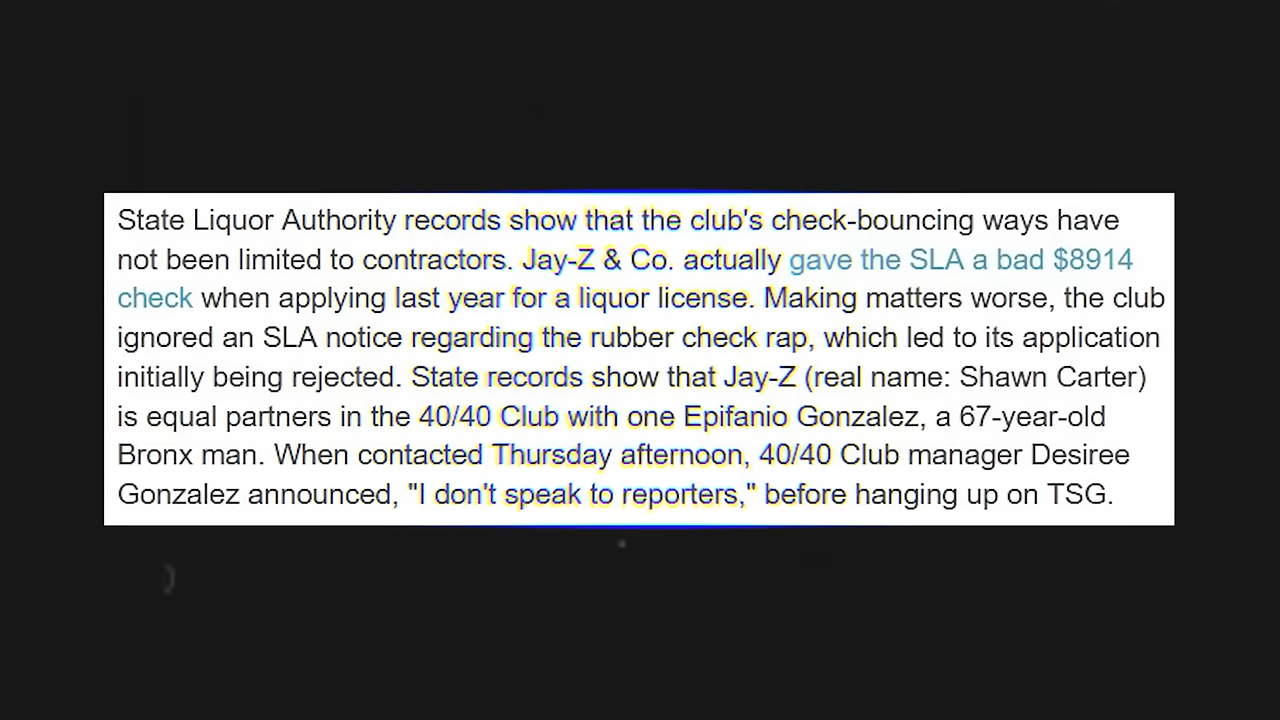 State Liquor Authority records show that the club's check-bouncing ways have
not been limited to contractors. Jay-Z & Co. actually gave the SLA a bad $8914
check when applying last year for a liquor license. Making matters worse, the club
ignored an SLA notice regarding the rubber check rap, which led to its application
initially being rejected. State records show that Jay-Z (real name: Shawn Carter)
is equal partners in the 40/40 Club with one Epifanio Gonzalez, a 67-year-old
Bronx man. When contacted Thursday afternoon, 40/40 Club manager Desiree
Gonzalez announced, "I don't speak to reporters," before hanging up on TSG.